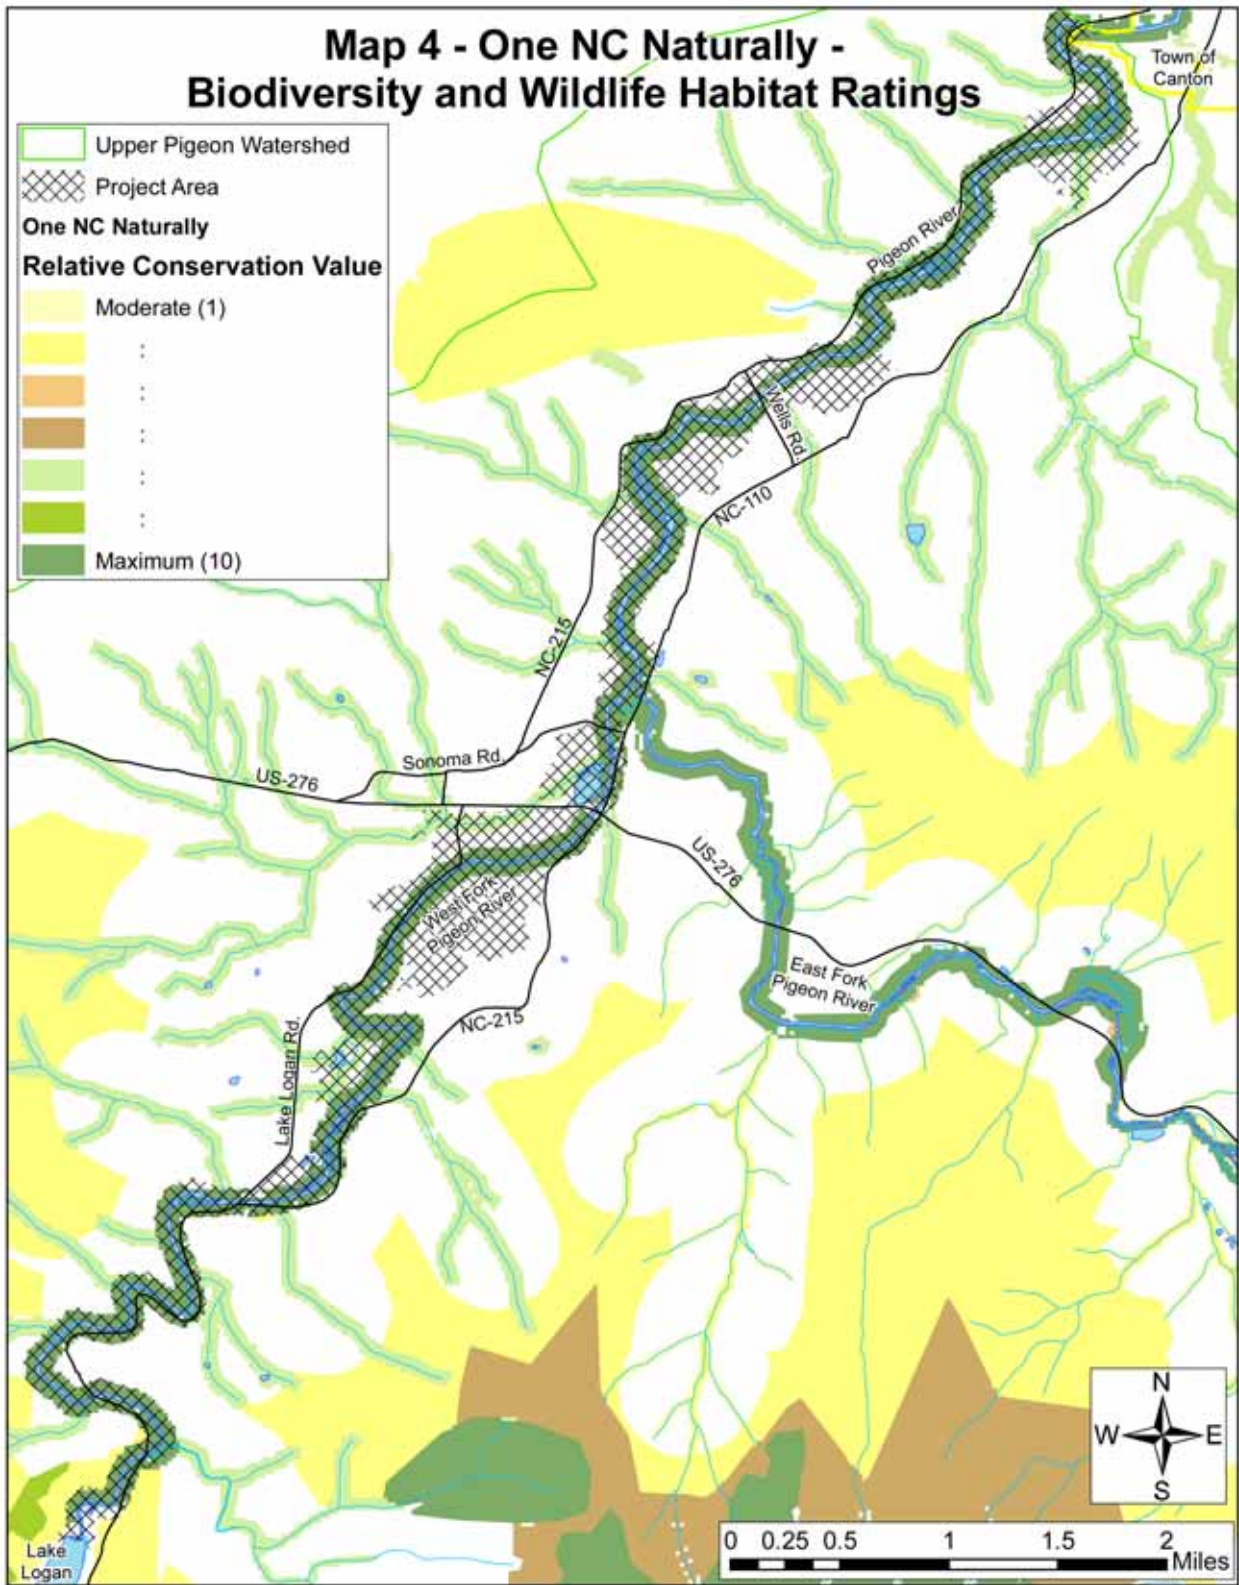 Map 4 - One NC Naturally -
Biodiversity and Wildlife Habitat Ratings
Town of
Canton
Upper Pigeon Watershed
Project Area
One NC Naturally
Relative Conservation Value
Moderate (1)
:
:
:
:
:
Maximum (10)
Pigeon River
Wells Rd.
NC-110
NC-215
Sonoma Rd.
US-276
US-276
West Fork
Pigeon River
East Fork
Pigeon River
NC-215
Lake Logan Rd.
Lake
Logan
N
W E
S
0 0.25 0.5 1 1.5 2
Miles